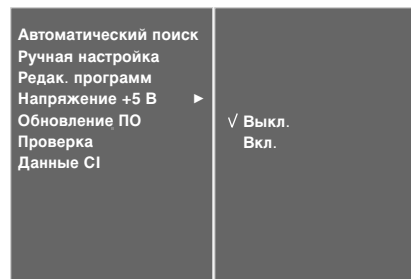 Автоматический поиск
Ручная настройка
Редак. программ
Напряжение +5 В ►
Обновление ПО
Проверка
Данные CI
√ Выкл.
Вкл.